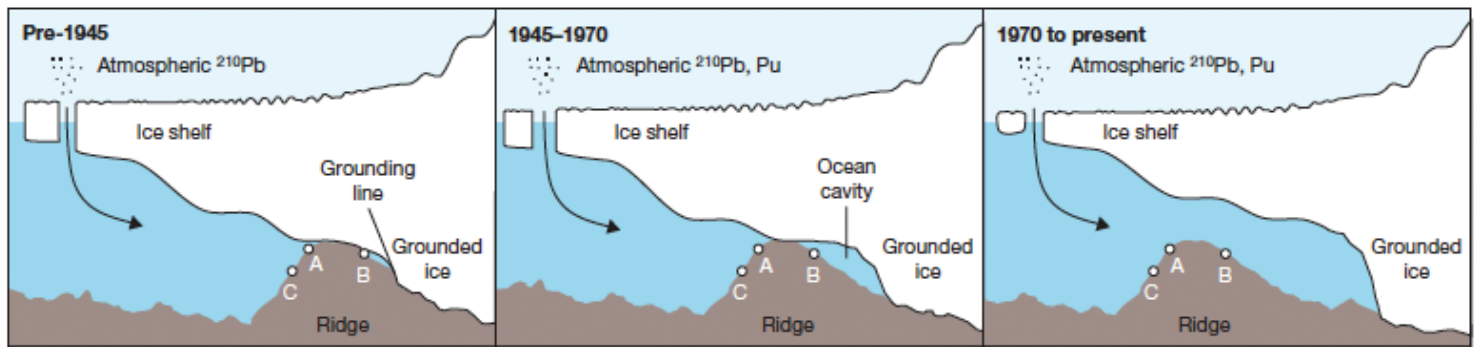 Pre-1945
Atmospheric ²¹⁰Pb
Ice shelf
Grounding
line
Grounded
ice
A
B
C
Ridge
1945–1970
Atmospheric ²¹⁰Pb, Pu
Ice shelf
Ocean
cavity
Grounded
ice
A
B
C
Ridge
1970 to present
Atmospheric ²¹⁰Pb, Pu
Ice shelf
Grounded
ice
A
B
C
Ridge